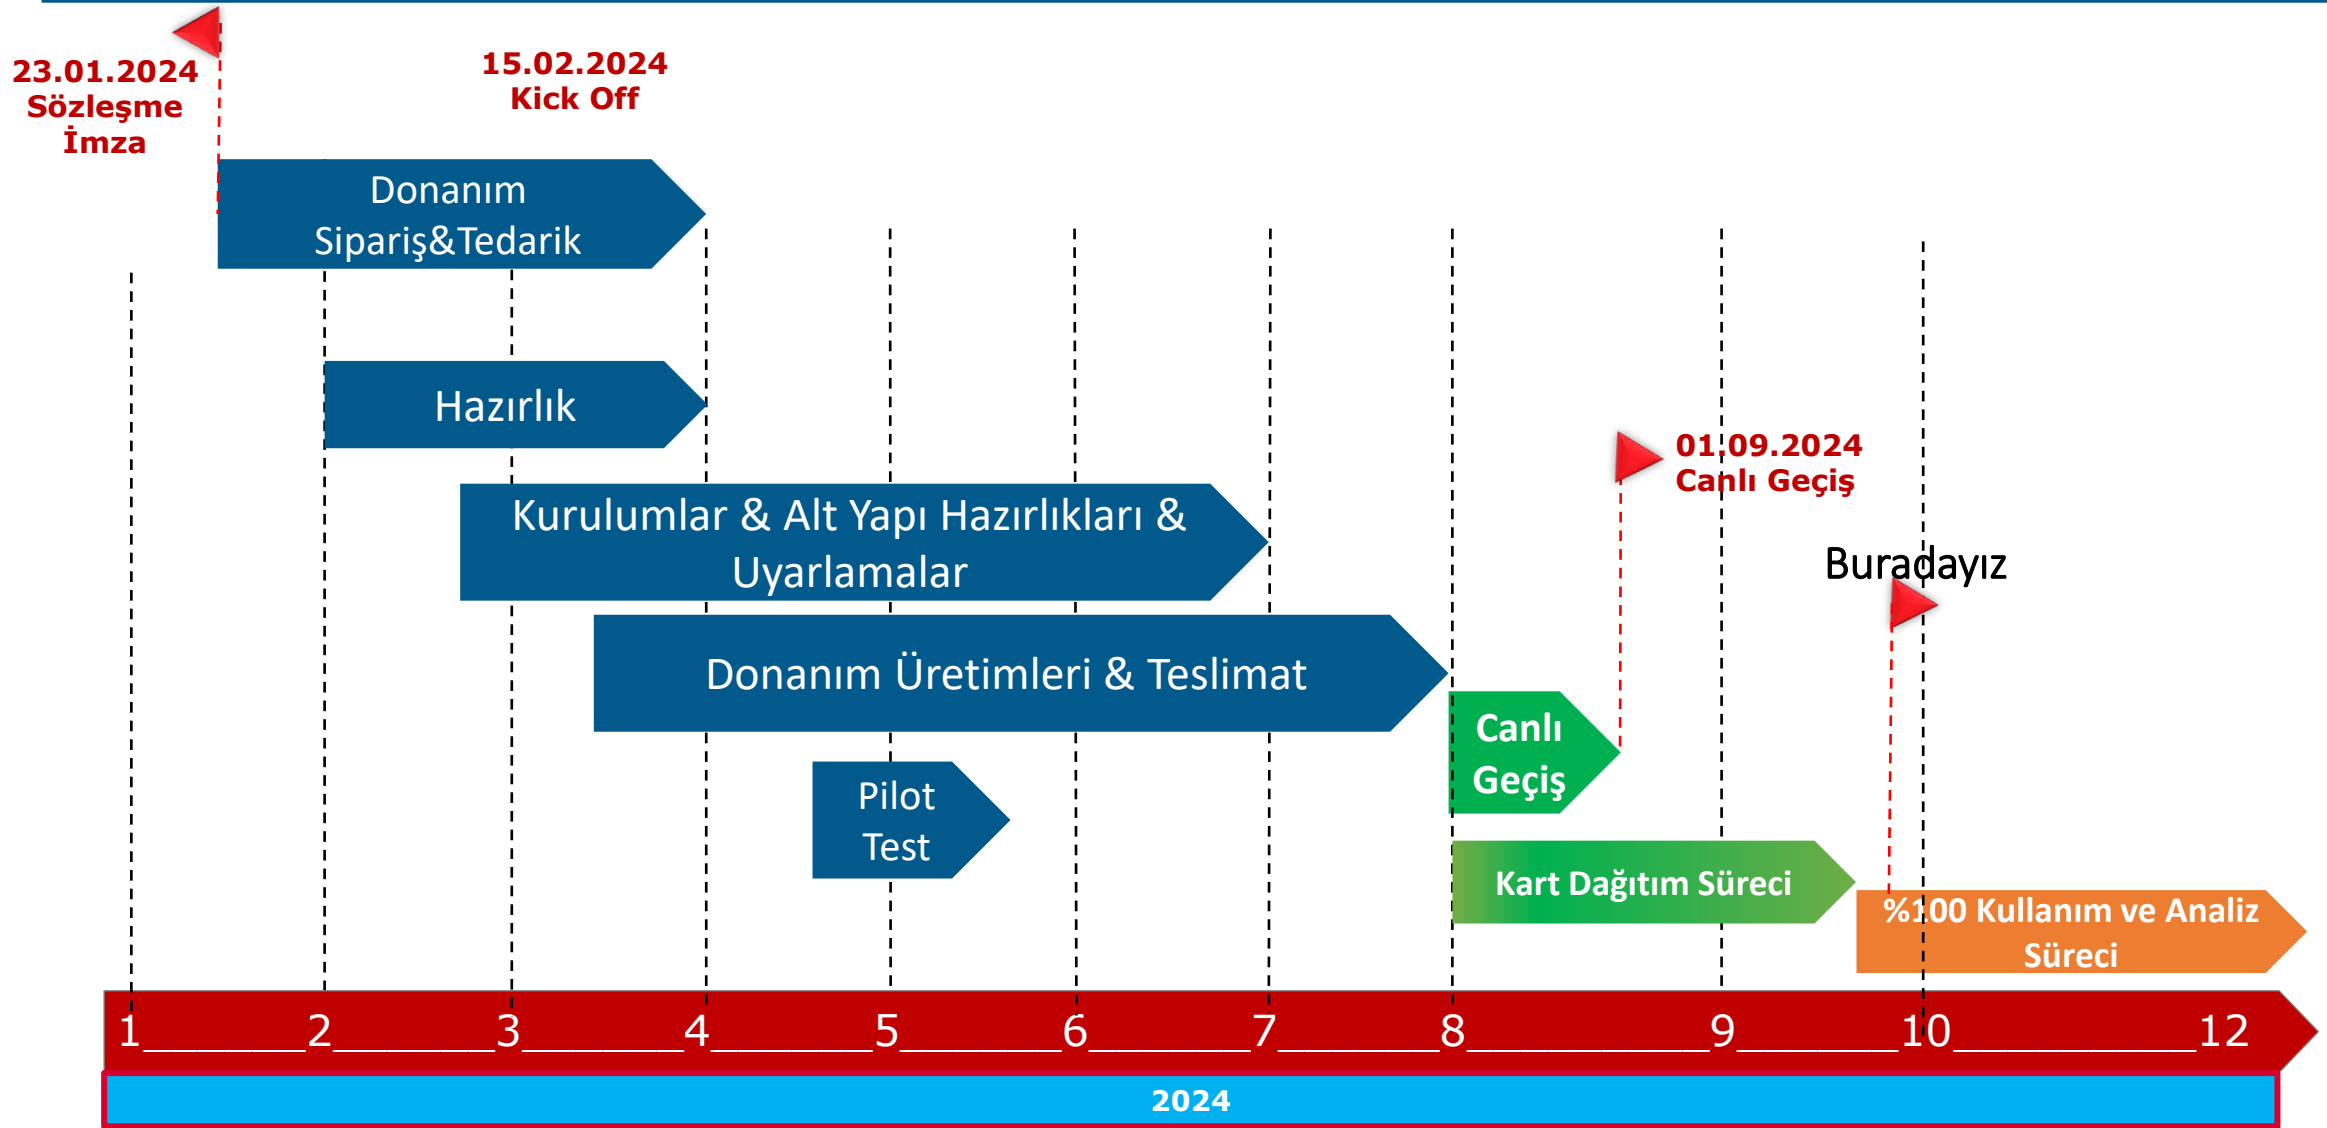 23.01.2024
Sözleşme
İmza
15.02.2024
Kick Off
Donanım
Sipariş&Tedarik
Hazırlık
01.09.2024
Canlı Geçiş
Kurulumlar & Alt Yapı Hazırlıkları &
Uyarlamalar
Buradayız
Donanım Üretimleri & Teslimat
Canlı
Geçiş
Pilot
Test
Kart Dağıtım Süreci
%100 Kullanım ve Analiz
Süreci
1______2______3______4______5______6______7______8_________9______10_________12
2024